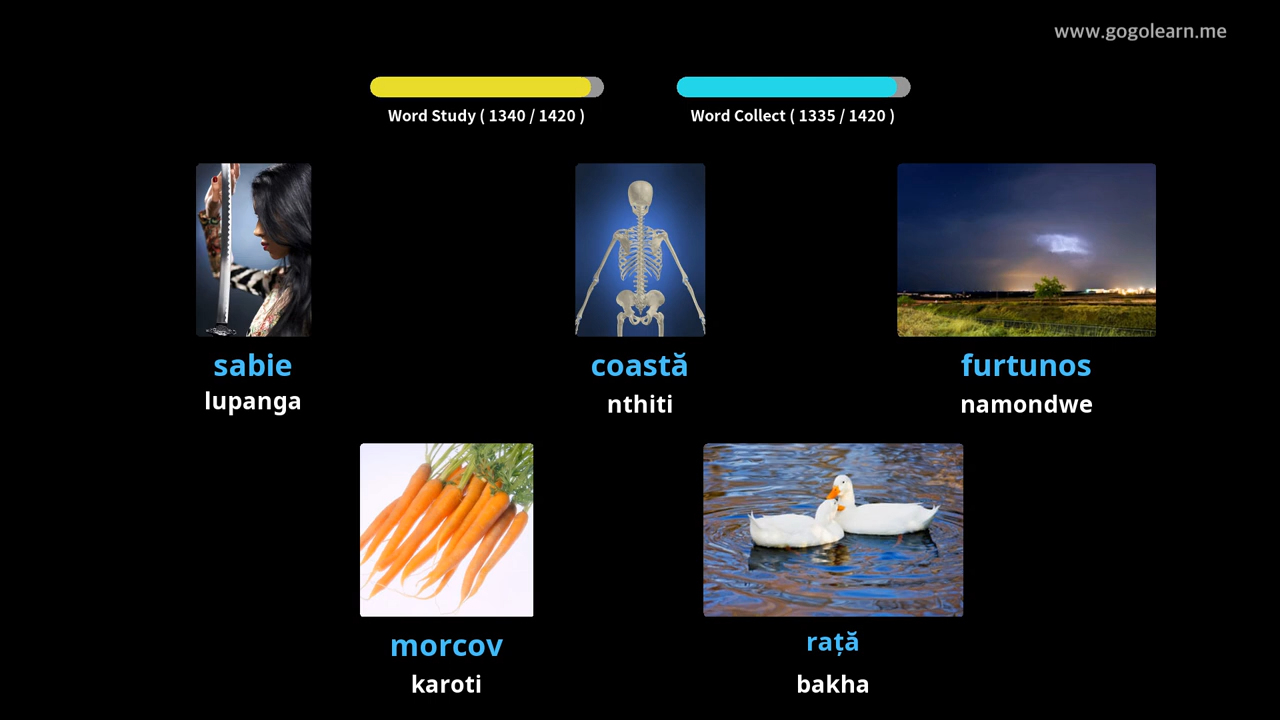 www.gogolearn.me
Word Study ( 1340 / 1420 )
Word Collect ( 1335 / 1420 )
sabie
lupanga
coastă
nthiti
furtunos
namondwe
morcov
karoti
rață
bakha